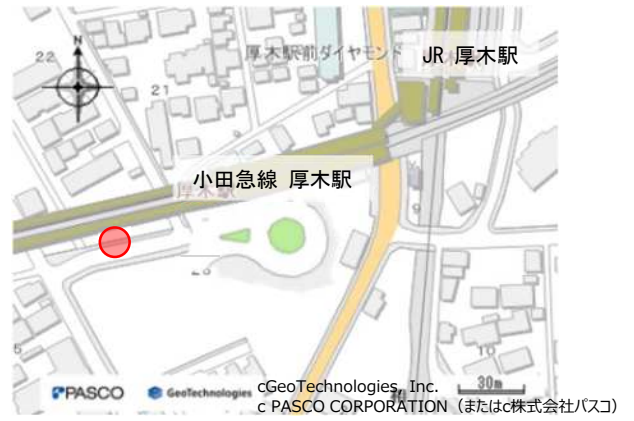 N
22
厚木駅前ダイヤモンド
JR 厚木駅
21
小田急線 厚木駅
9
10
30m
PASCO
GeoTechnologies
cGeoTechnologies, Inc.
c PASCO CORPORATION（またはc株式会社パスコ）